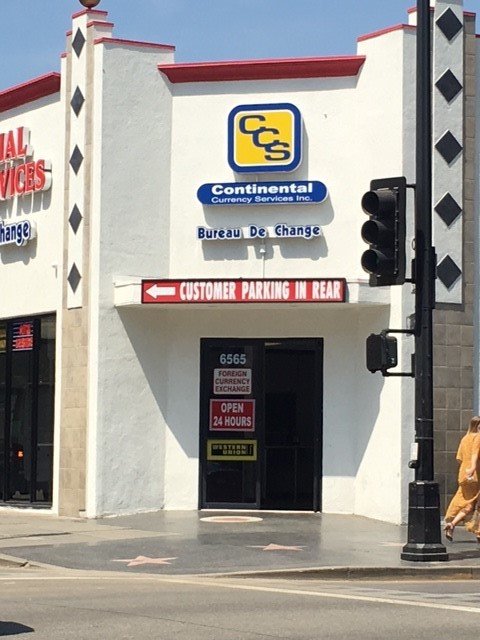 IAL
VICES
hange
CCS
Continental
Currency Services Inc.
Bureau De Change
CUSTOMER PARKING IN REAR
6565
FOREIGN
CURRENCY
EXCHANGE
OPEN
24 HOURS
WESTERN
UNION